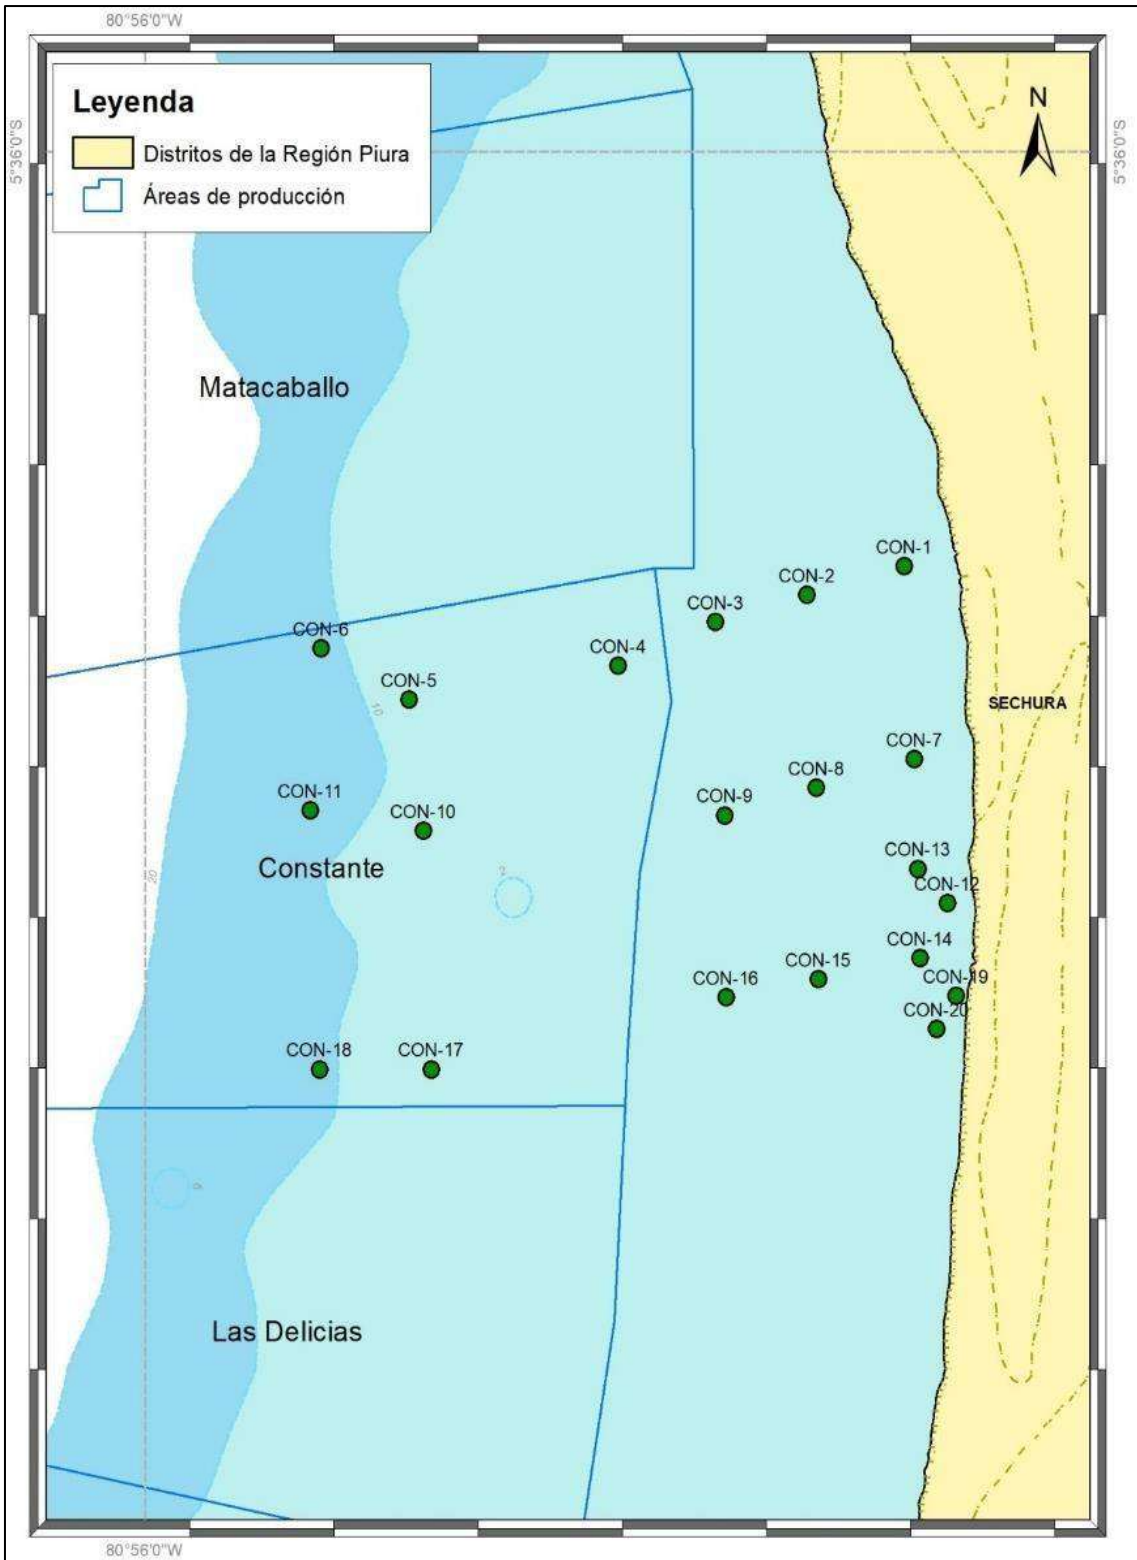 80°56'0"W
5°36'0"S
5°36'0"S
Leyenda
Distritos de la Región Piura
Áreas de producción
N
Matacaballo
CON-1
CON-2
CON-3
CON-6
CON-4
CON-5
10
SECHURA
CON-7
CON-8
CON-11
CON-10
CON-9
Constante
20
2
CON-13
CON-12
CON-14
CON-15
CON-16
CON-19
CON-20
CON-18
CON-17
Las Delicias
80°56'0"W